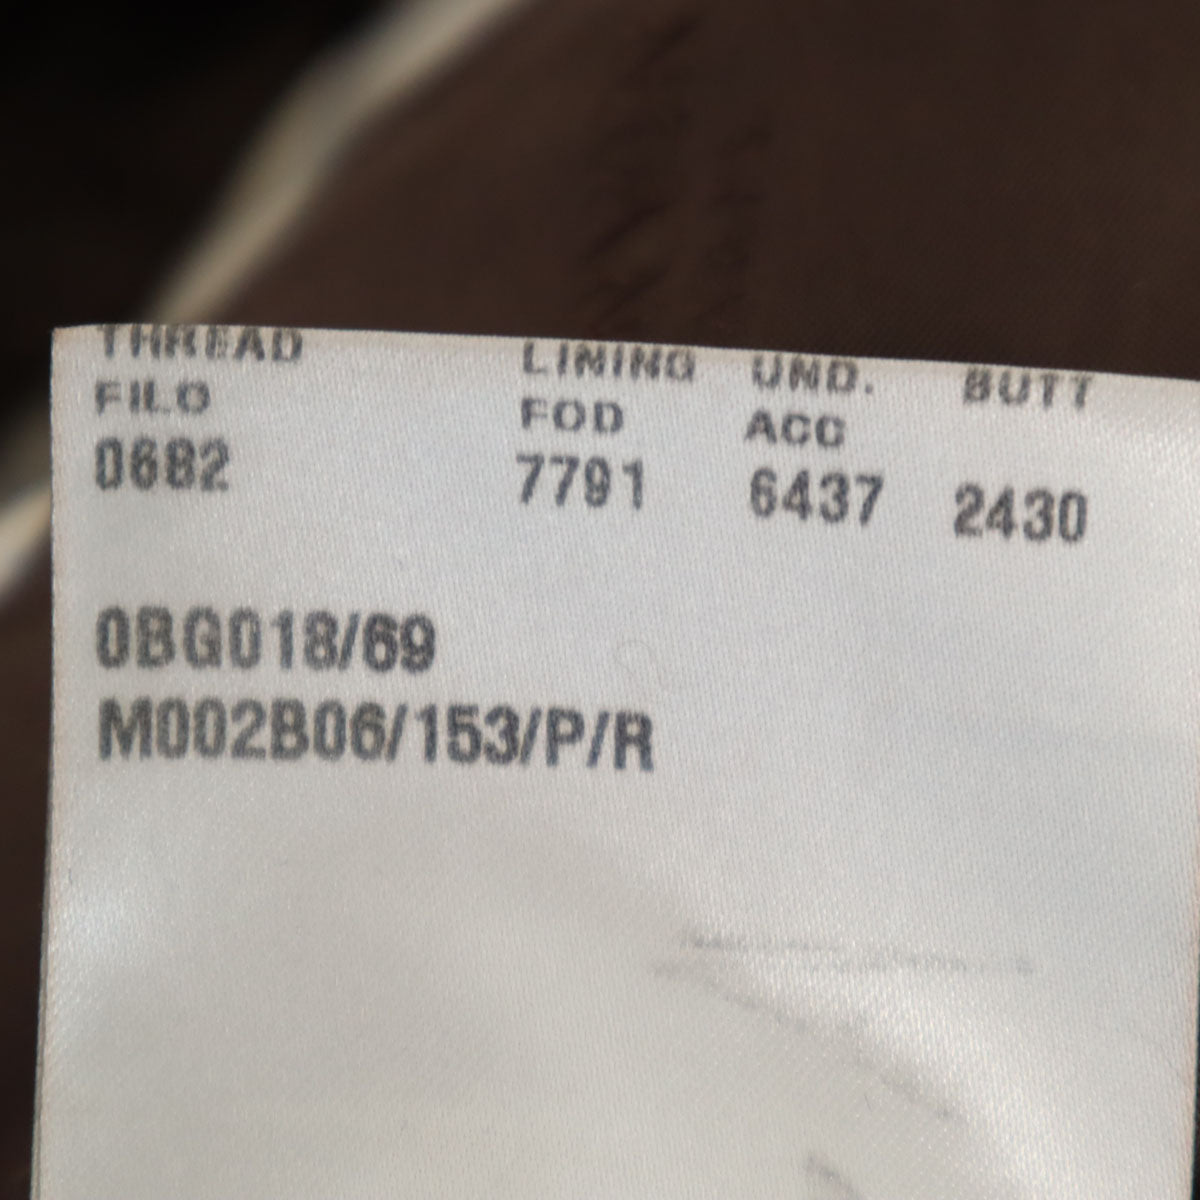 THREAD LINING UND. BUTT
FILO FOD ACC
0682 7791 6437 2430
0BG018/69
M002B06/153/P/R